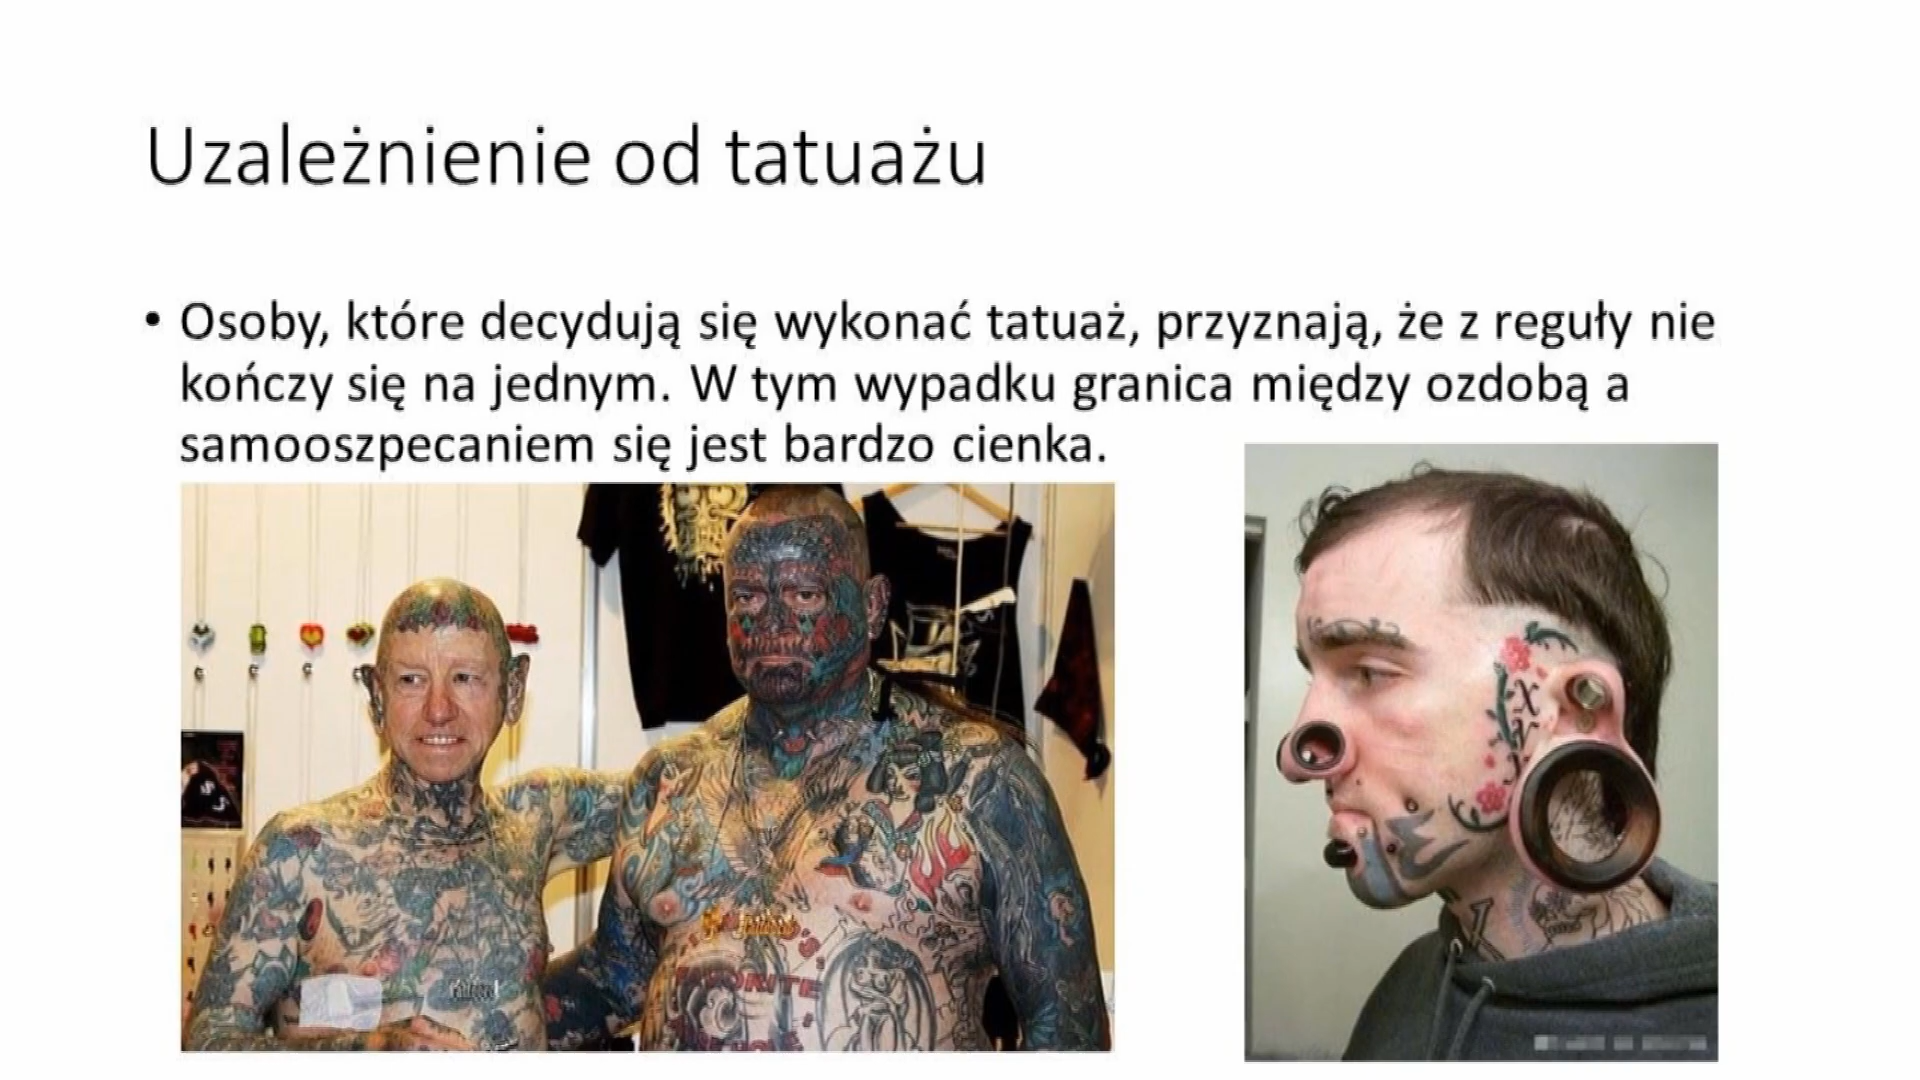 Uzależnienie od tatuażu
• Osoby, które decydują się wykonać tatuaż, przyznają, że z reguły nie
kończy się na jednym. W tym wypadku granica między ozdobą a
samooszpecaniem się jest bardzo cienka.
X
FAVORITE
X